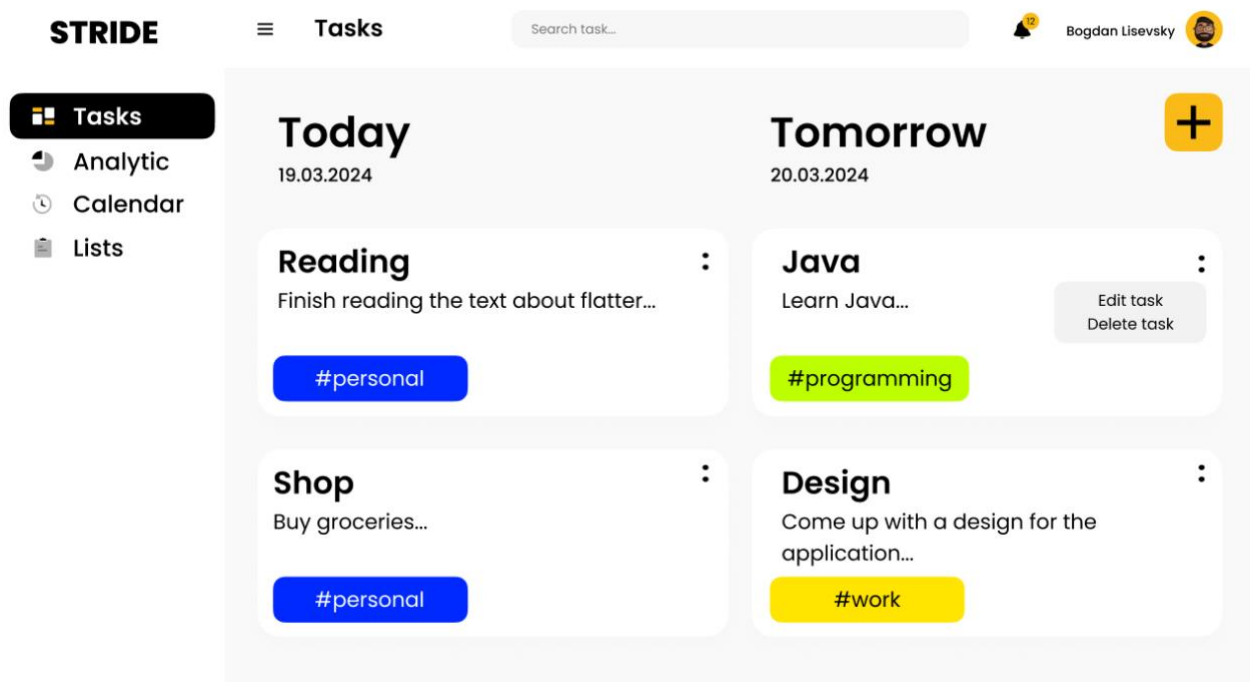 STRIDE
Tasks
Search task...
12
Bogdan Lisevsky
Tasks
Analytic
Calendar
Lists
Today
19.03.2024
Tomorrow
20.03.2024
+
Reading
Finish reading the text about flatter...
#personal
Java
Learn Java...
Edit task
Delete task
#programming
Shop
Buy groceries...
#personal
Design
Come up with a design for the
application...
#work